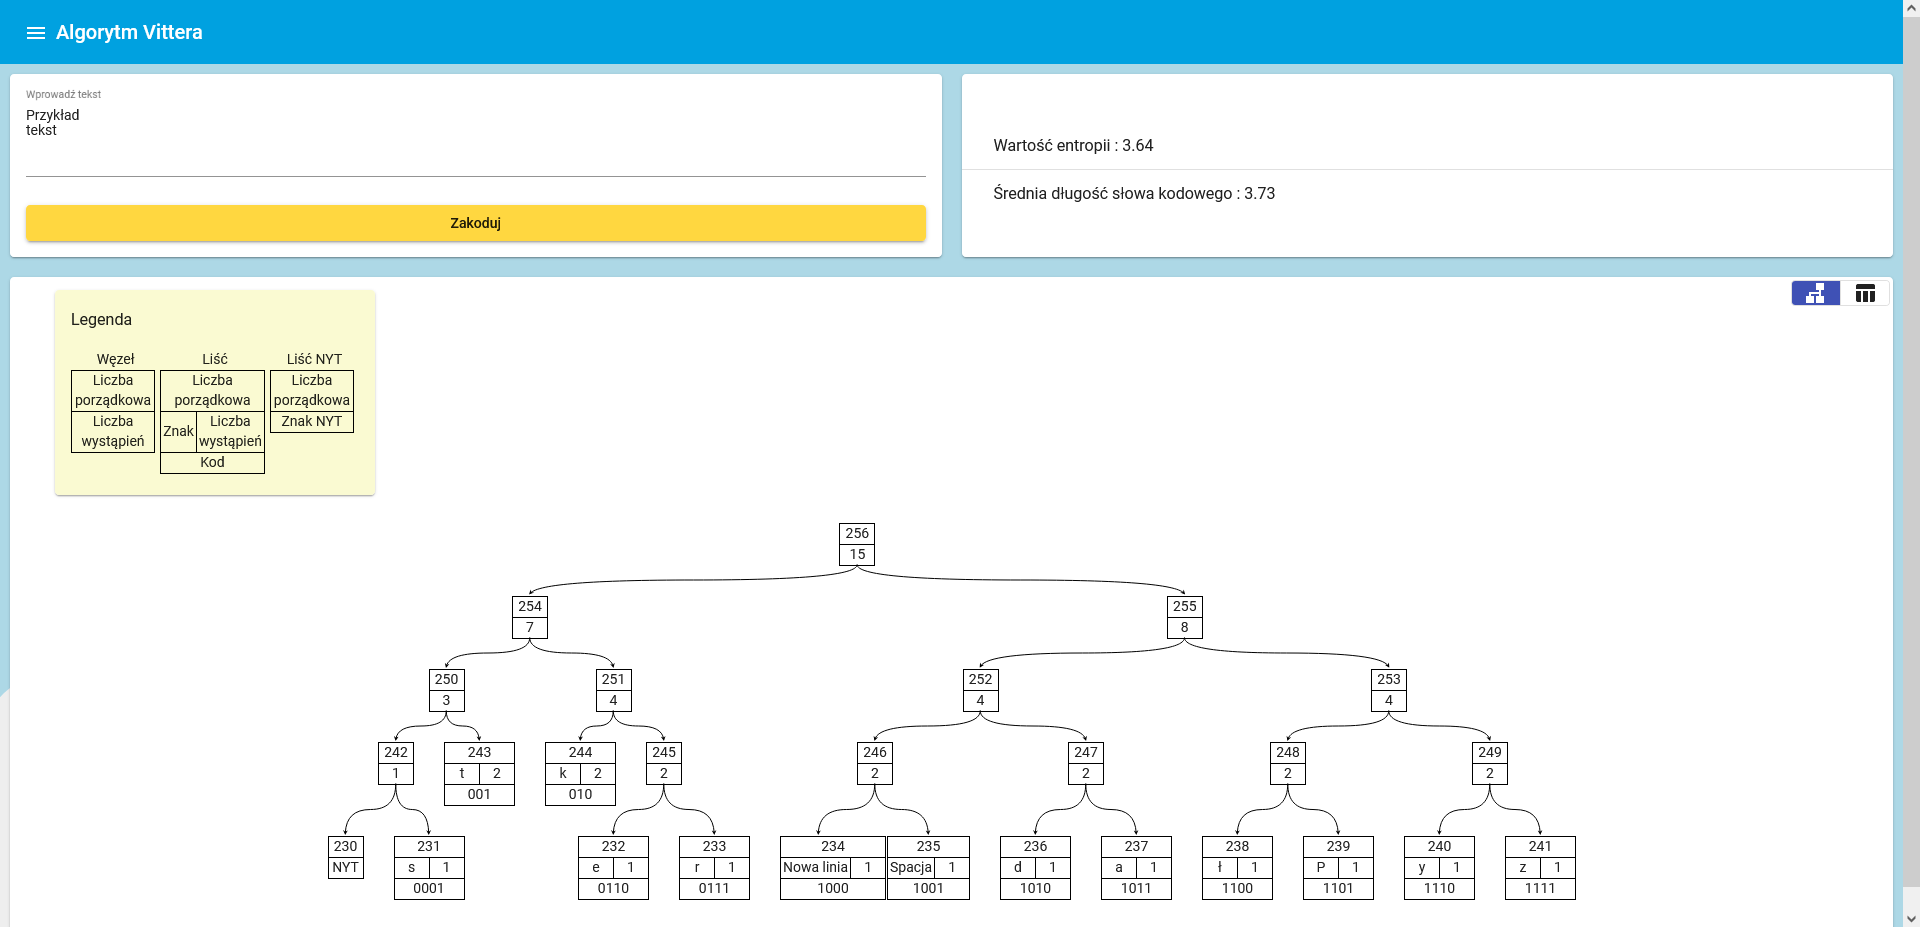 Algorytm Vittera
Wprowadź tekst
Przykład
tekst
Zakoduj
Wartość entropii : 3.64
Średnia długość słowa kodowego : 3.73
Legenda
Węzeł Liść Liść NYT
Liczba Liczba Liczba
porządkowa porządkowa porządkowa
Liczba Znak Liczba Znak NYT
wystąpień wystąpień
Kod
256
15
254 255
7 8
250 251 252 253
3 4 4 4
242 243 244 245 246 247 248 249
1 t 2 k 2 2 2 2 2 2
001 010
230 231 232 233 234 235 236 237 238 239 240 241
NYT s 1 e 1 r 1 Nowa linia 1 Spacja 1 d 1 a 1 ł 1 P 1 y 1 z 1
0001 0110 0111 1000 1001 1010 1011 1100 1101 1110 1111